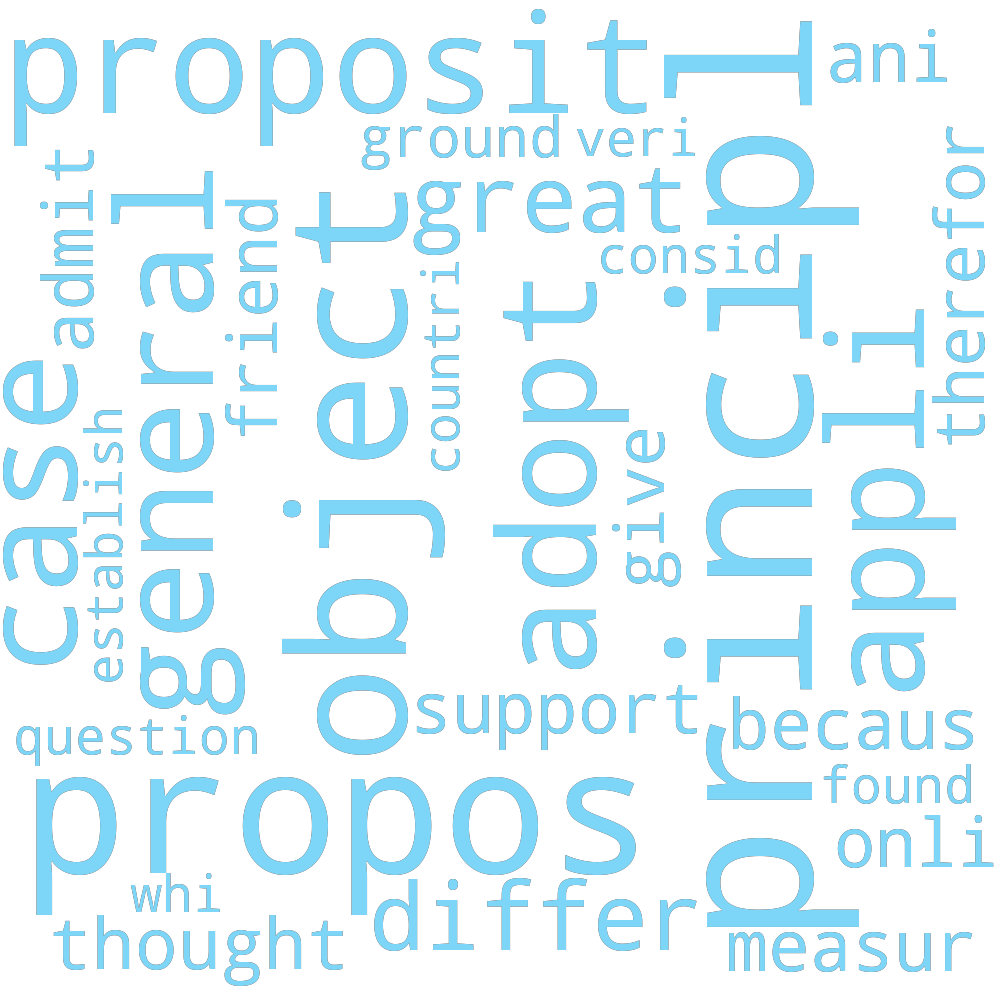 proposit
principl
ani
ground
veri
great
admit
general
friend
object
consid
therefor
countri
adopt
appli
case
establish
give
support
becaus
question
propos
found
onli
whi
differ
thought
measur